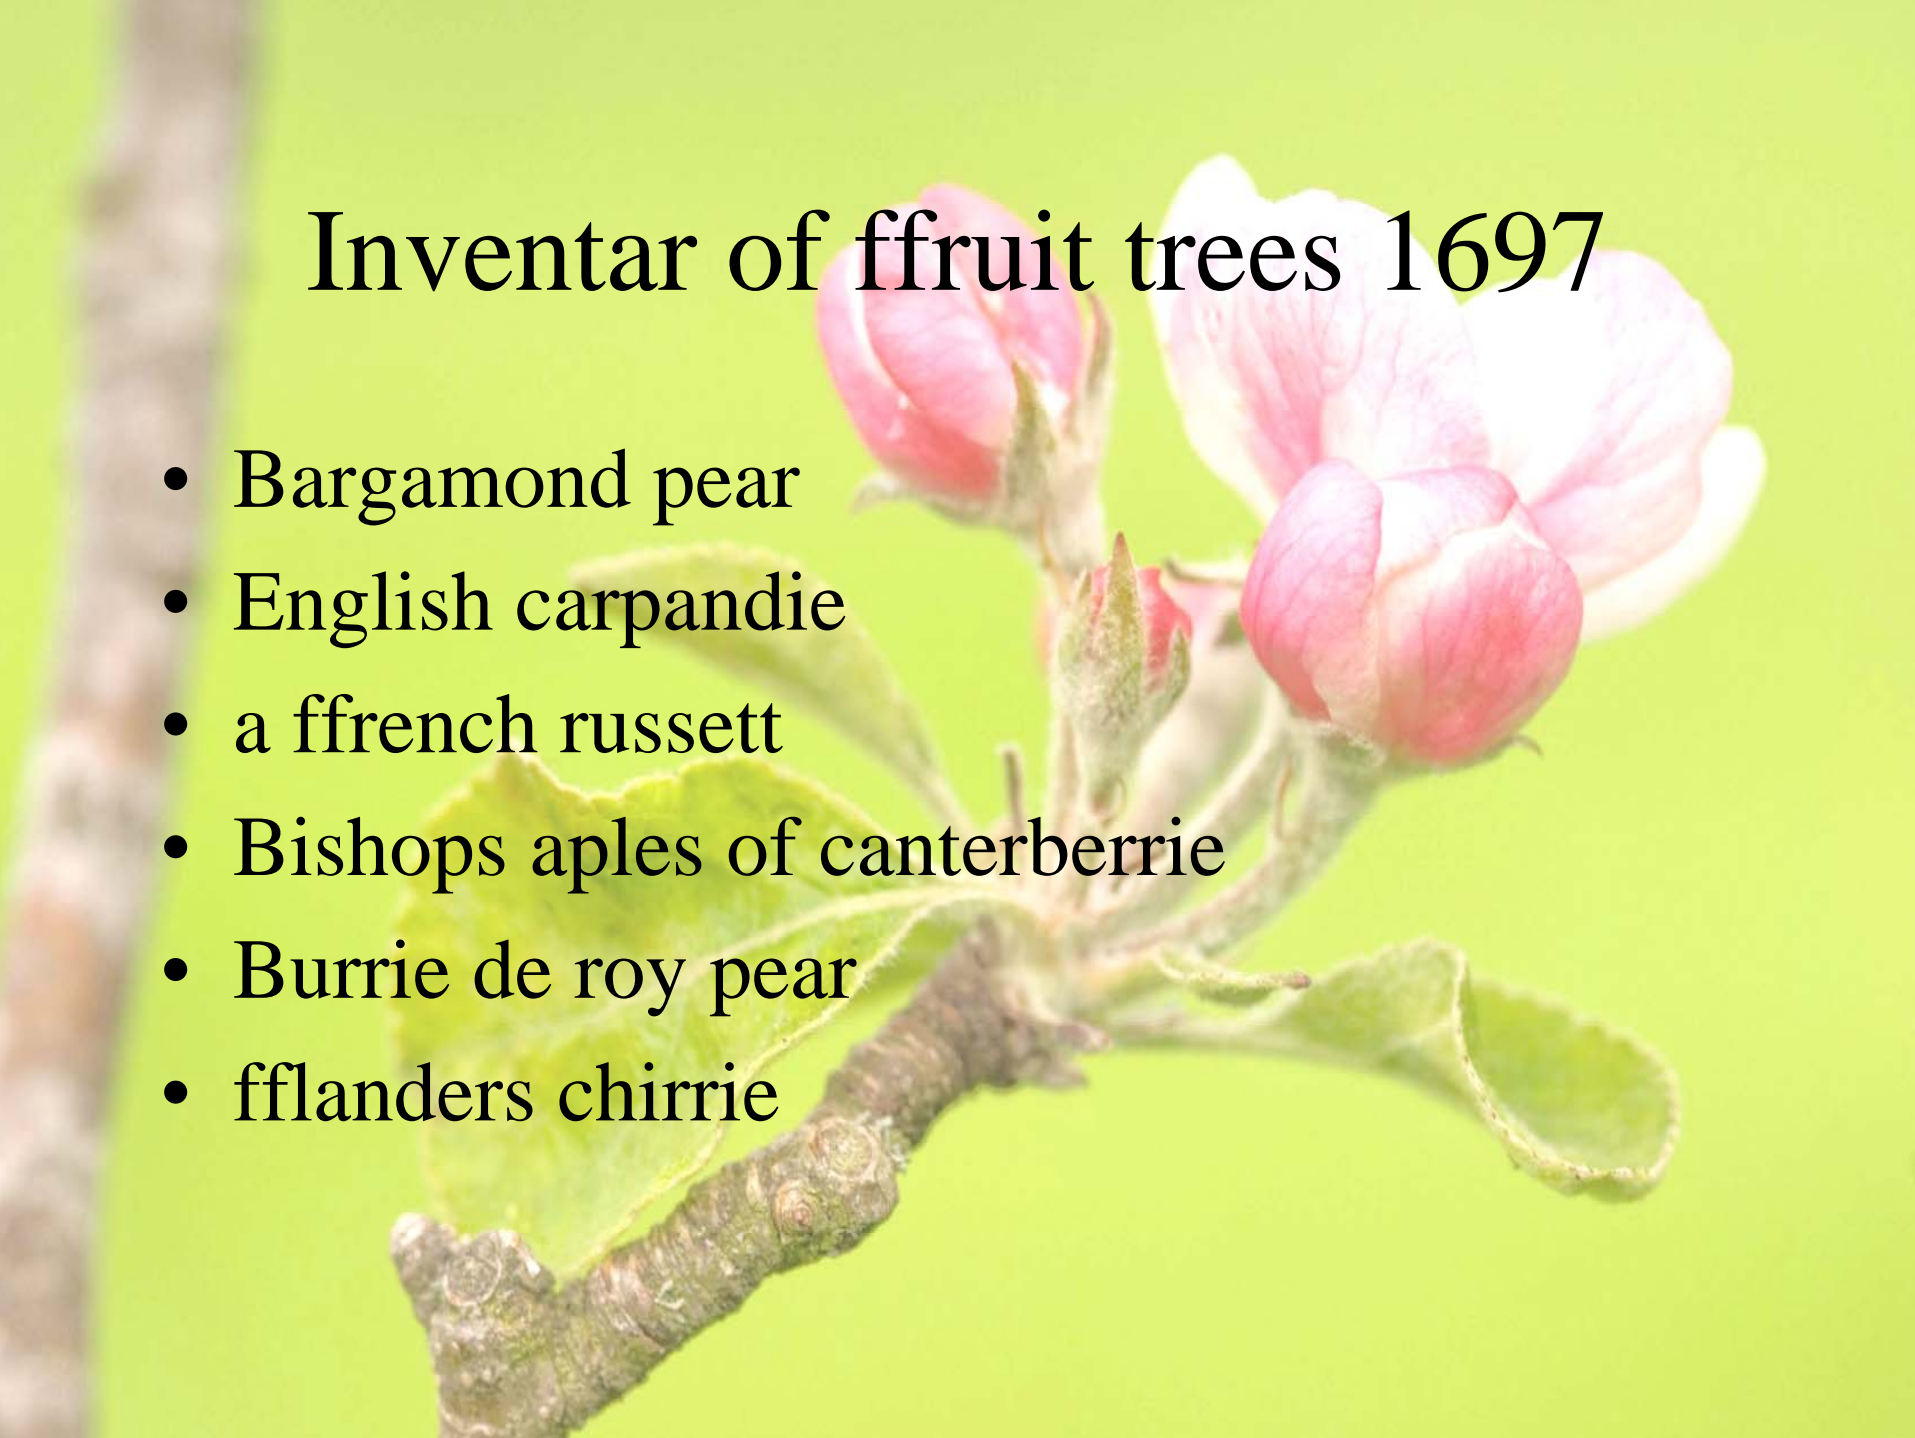 Inventar of ffruit trees 1697
• Bargamond pear
• English carpandie
• a ffrench russett
• Bishops aples of canterberrie
• Burrie de roy pear
• fflanders chirrie